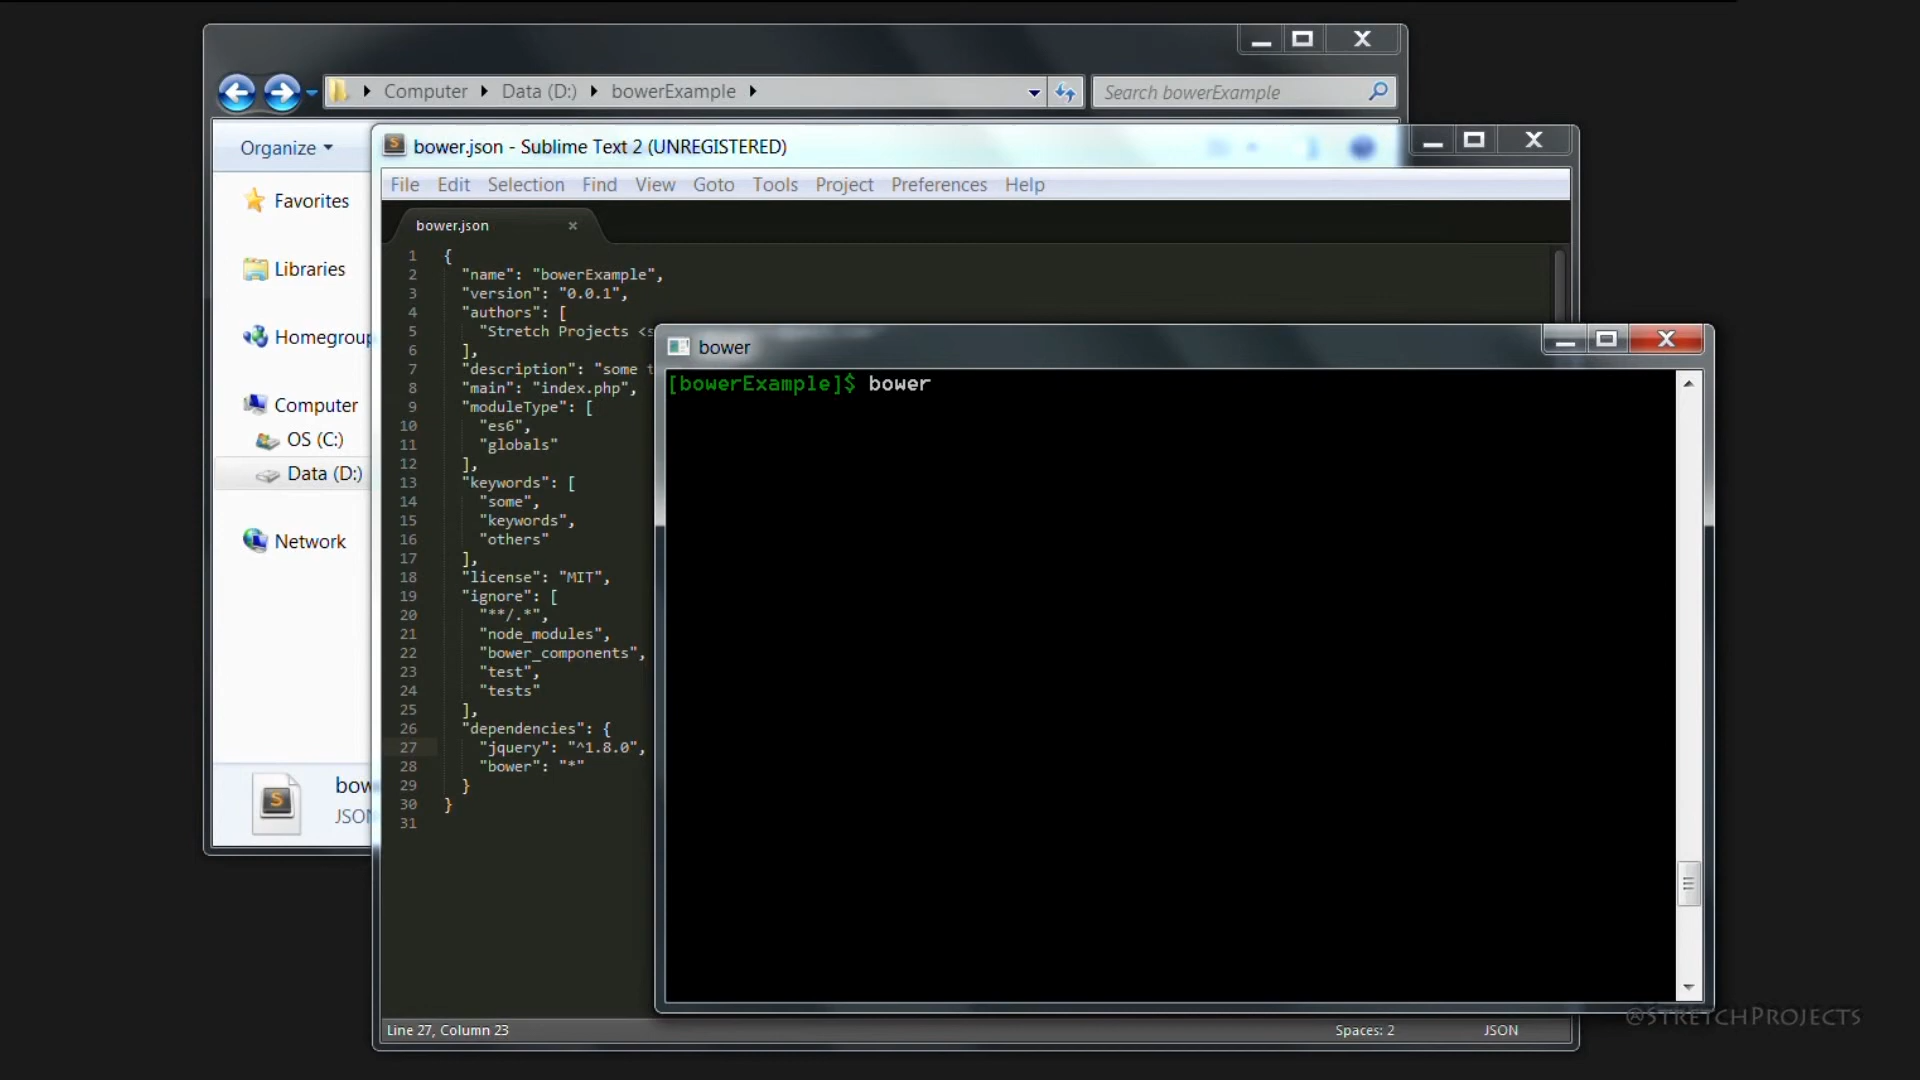 Computer Data (D:) bowerExample
Search bowerExample
Organize
Favorites
Libraries
Homegroup
Computer
OS (C:)
Data (D:)
Network
bower.json - Sublime Text 2 (UNREGISTERED)
File Edit Selection Find View Goto Tools Project Preferences Help
bower.json
1 {
2 "name": "bowerExample",
3 "version": "0.0.1",
4 "authors": [
5 "Stretch Projects <s
6 ],
7 "description": "some t
8 "main": "index.php",
9 "moduleType": [
10 "es6",
11 "globals"
12 ],
13 "keywords": [
14 "some",
15 "keywords",
16 "others"
17 ],
18 "license": "MIT",
19 "ignore": [
20 "**/.*",
21 "node_modules",
22 "bower_components",
23 "test",
24 "tests"
25 ],
26 "dependencies": {
27 "jquery": "^1.8.0",
28 "bower": "*"
29 }
30 }
31
bower
[bowerExample]$ bower
bow
JSON
Line 27, Column 23
Spaces: 2
JSON
@StretchProjects